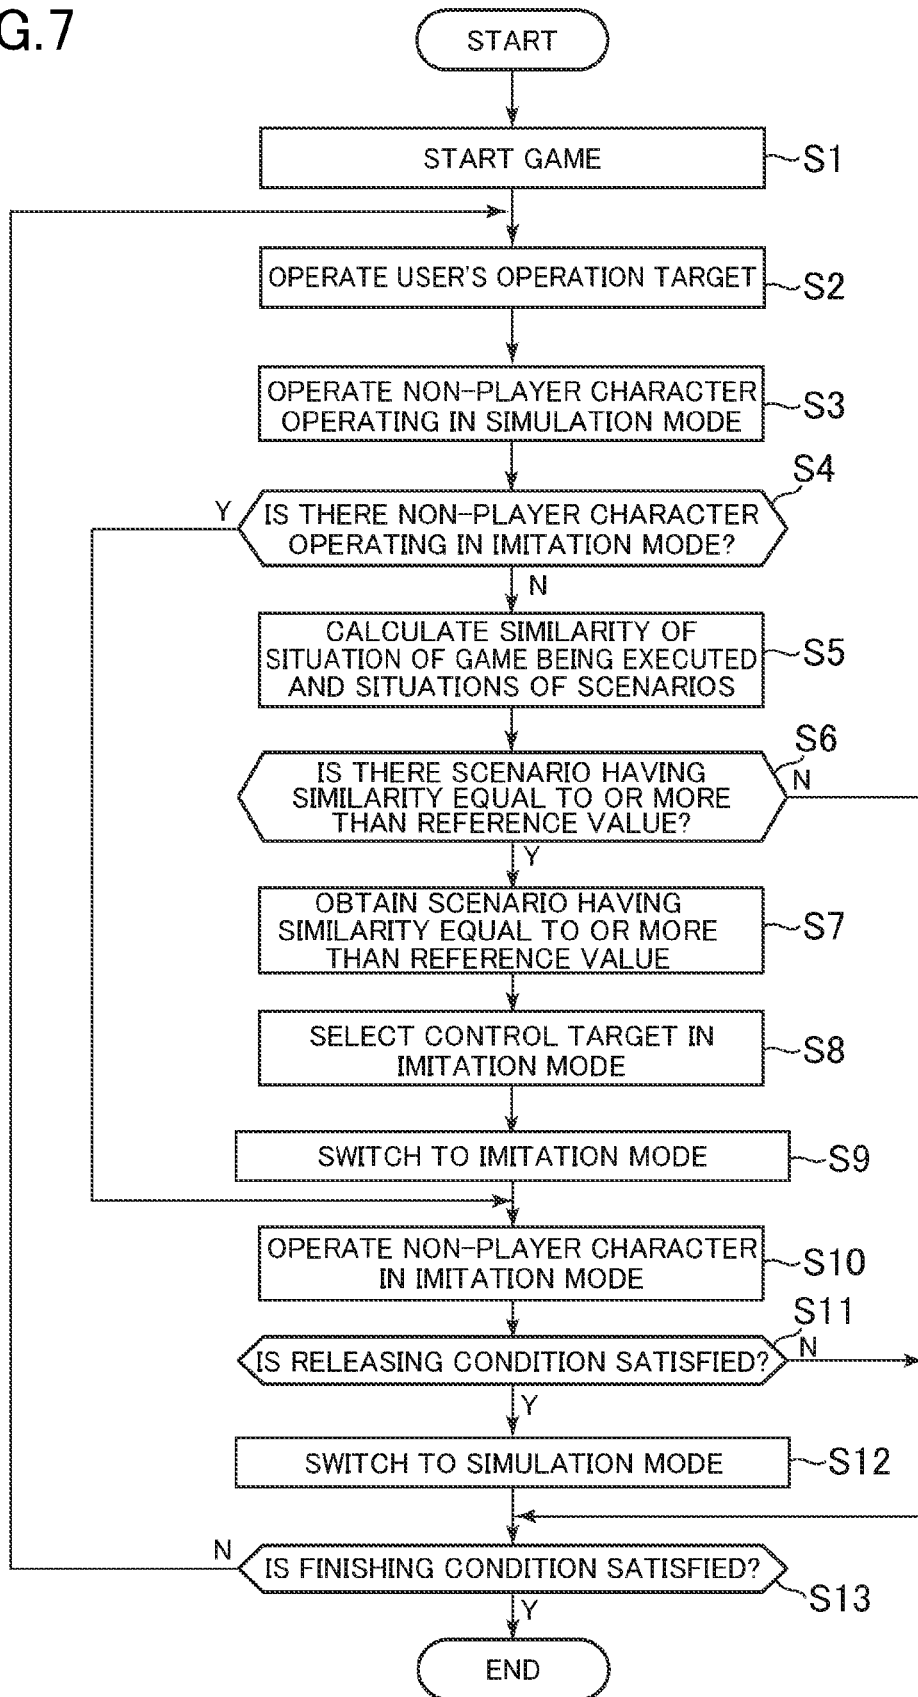 G.7
START
START GAME
S1
OPERATE USER'S OPERATION TARGET
S2
OPERATE NON-PLAYER CHARACTER
OPERATING IN SIMULATION MODE
S3
S4
Y
IS THERE NON-PLAYER CHARACTER
OPERATING IN IMITATION MODE?
N
CALCULATE SIMILARITY OF
SITUATION OF GAME BEING EXECUTED
AND SITUATIONS OF SCENARIOS
S5
S6
IS THERE SCENARIO HAVING
SIMILARITY EQUAL TO OR MORE
THAN REFERENCE VALUE?
N
Y
OBTAIN SCENARIO HAVING
SIMILARITY EQUAL TO OR MORE
THAN REFERENCE VALUE
S7
SELECT CONTROL TARGET IN
IMITATION MODE
S8
SWITCH TO IMITATION MODE
S9
OPERATE NON-PLAYER CHARACTER
IN IMITATION MODE
S10
S11
IS RELEASING CONDITION SATISFIED?
N
Y
SWITCH TO SIMULATION MODE
S12
N
IS FINISHING CONDITION SATISFIED?
S13
Y
END